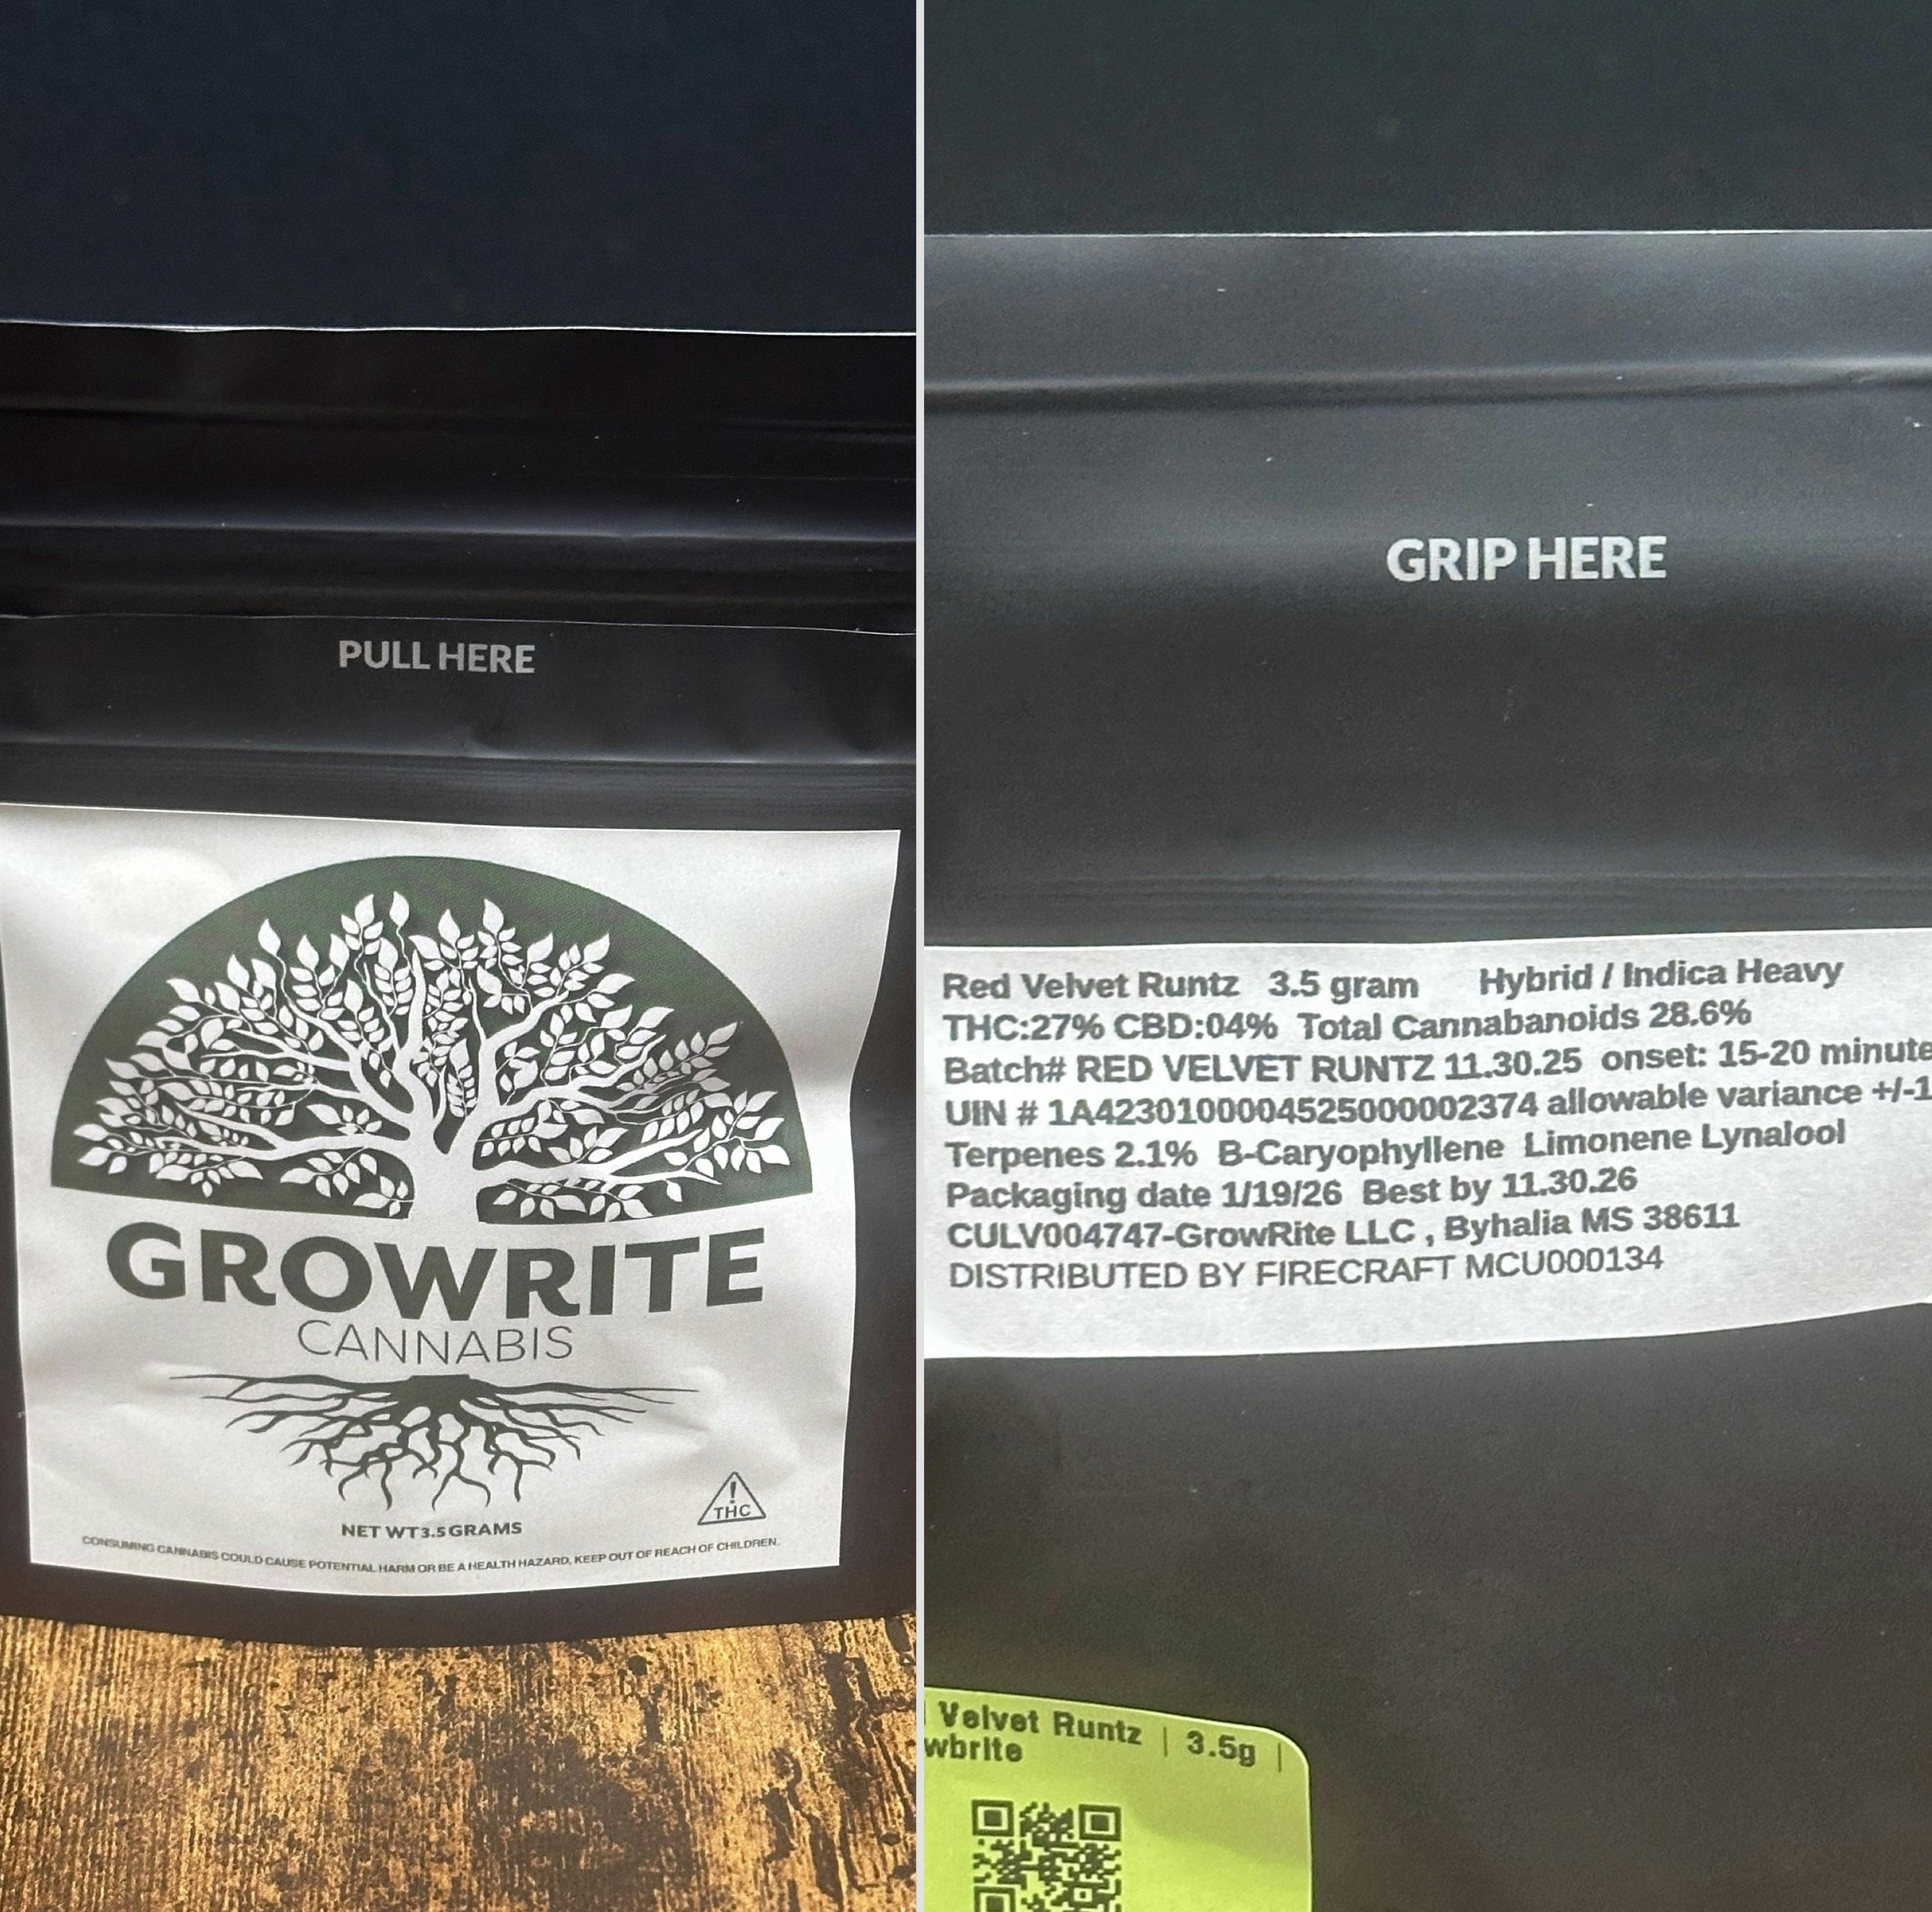 PULL HERE
GROWRITE
CANNABIS
NET WT 3.5 GRAMS
THC
CONSUMING CANNABIS COULD CAUSE POTENTIAL HARM OR BE A HEALTH HAZARD, KEEP OUT OF REACH OF CHILDREN.
GRIP HERE
Red Velvet Runtz 3.5 gram Hybrid / Indica Heavy
THC:27% CBD:04% Total Cannabanoids 28.6%
Batch# RED VELVET RUNTZ 11.30.25 onset: 15-20 minute
UIN # 1A4230100004525000002374 allowable variance +/-1
Terpenes 2.1% B-Caryophyllene Limonene Lynalool
Packaging date 1/19/26 Best by 11.30.26
CULV004747-GrowRite LLC , Byhalia MS 38611
DISTRIBUTED BY FIRECRAFT MCU000134
Velvet Runtz | 3.5g |
wbrite